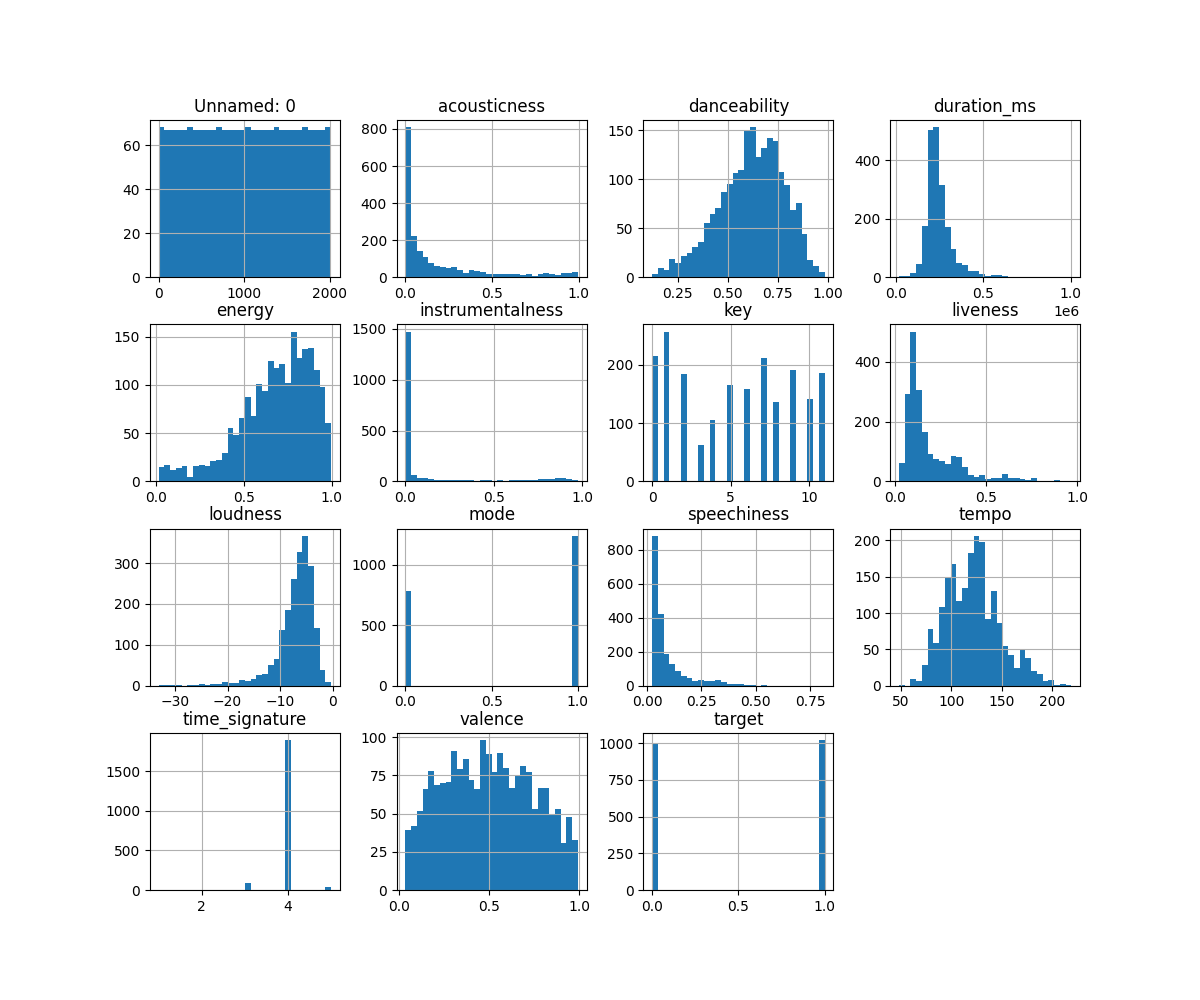 Unnamed: 0
60
40
20
0
0 1000 2000
acousticness
800
600
400
200
0
0.0 0.5 1.0
danceability
150
100
50
0
0.25 0.50 0.75 1.00
duration_ms
400
200
0
0.0 0.5 1.0
1e6
energy
150
100
50
0
0.0 0.5 1.0
instrumentalness
1500
1000
500
0
0.0 0.5 1.0
key
200
100
0
0 5 10
liveness
400
200
0
0.0 0.5 1.0
loudness
300
200
100
0
−30 −20 −10 0
mode
1000
500
0
0.0 0.5 1.0
speechiness
800
600
400
200
0
0.00 0.25 0.50 0.75
tempo
200
150
100
50
0
50 100 150 200
time_signature
1500
1000
500
0
2 4
valence
100
75
50
25
0
0.0 0.5 1.0
target
1000
750
500
250
0
0.0 0.5 1.0